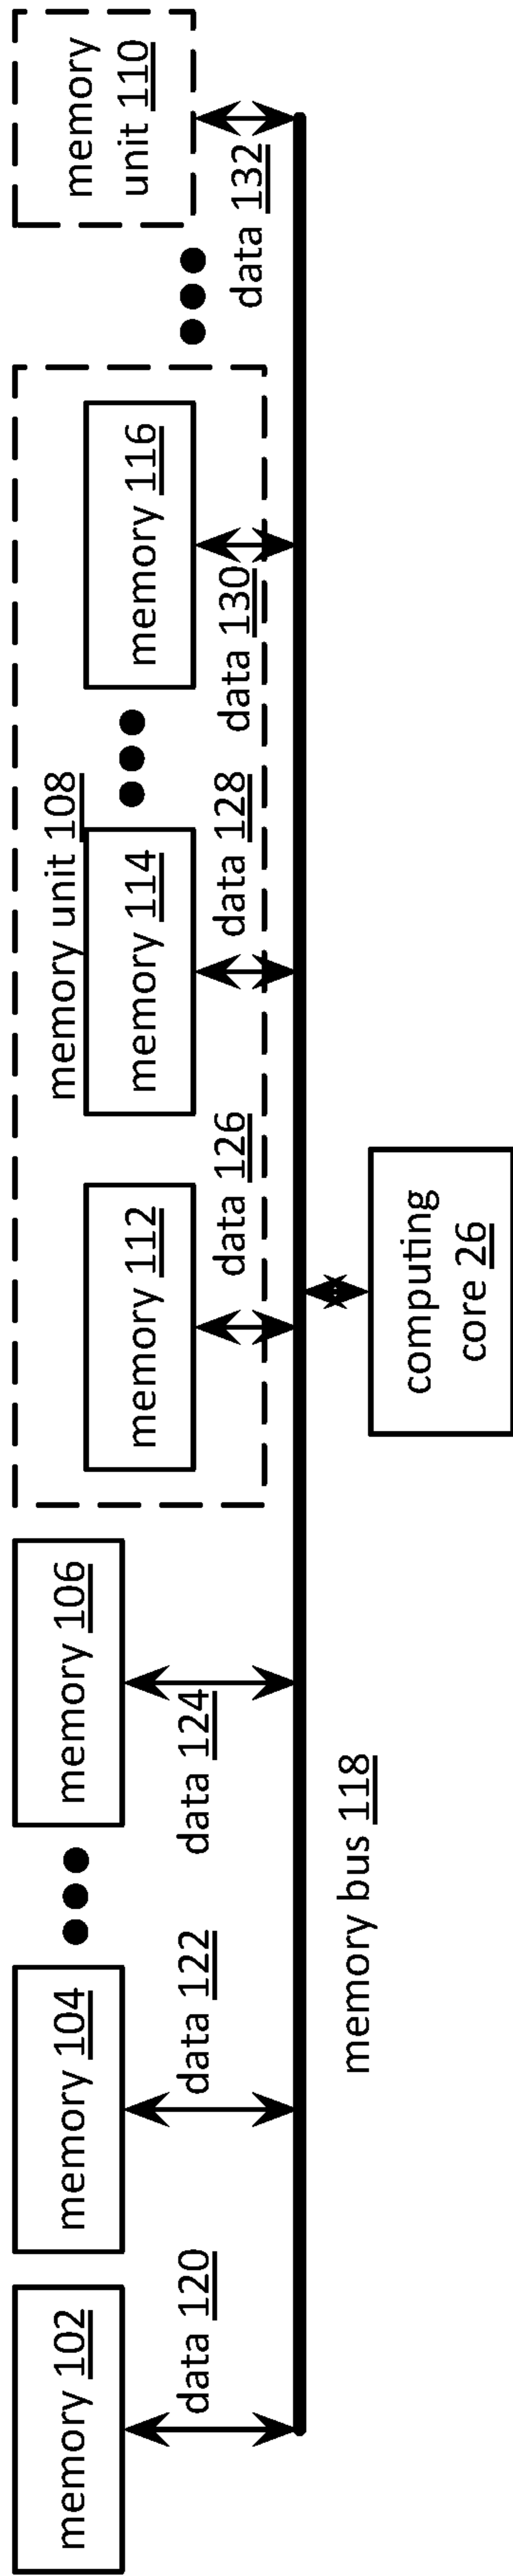 memory 102
memory 104
memory 106
memory unit 108
memory 112
memory 114
memory 116
memory
unit 110
data 120
data 122
data 124
data 126
data 128
data 130
data 132
memory bus 118
computing
core 26